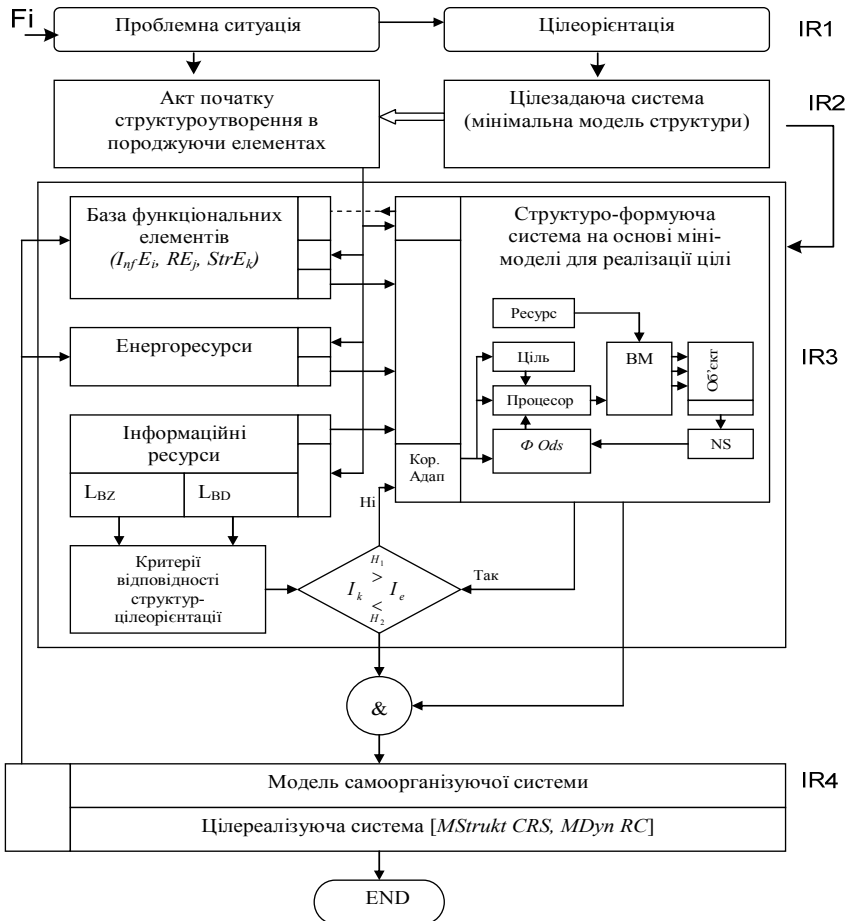 Fi
Проблемна ситуація
Цілеорієнтація
IR1
Акт початку
структуроутворення в
породжуючи елементах
Цілезадаюча система
(мінімальна модель структури)
IR2
База функціональних
елементів
(InfEi, REj, StrEk)
Структуро-формуюча
система на основі міні-
моделі для реалізації цілі
Енергоресурси
Ресурс
Ціль
Процесор
ВМ
Об’єкт
IR3
Інформаційні
ресурси
Кор.
Адап
Ф Ods
NS
LBZ
LBD
Ні
Критерії
відповідності
структур-
цілеорієнтації
H1
>
Ik Ie
<
H2
Так
&
Модель самоорганізуючої системи
IR4
Цілереалізуюча система [MStrukt CRS, MDyn RC]
END